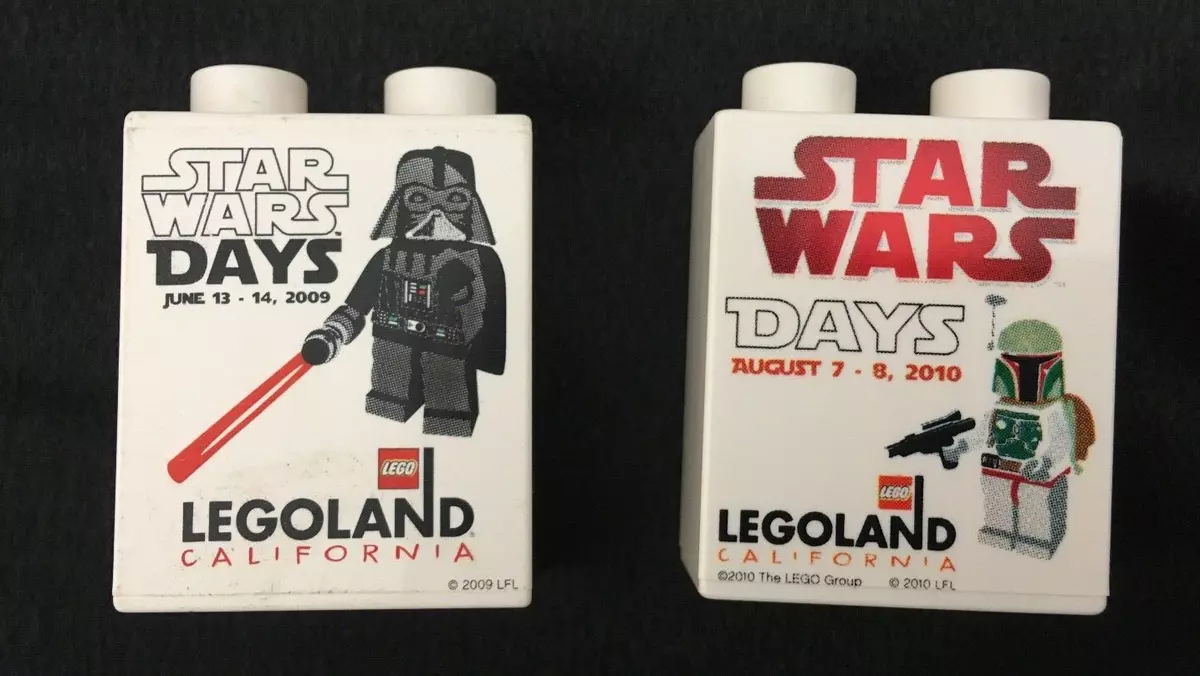 STAR
WARS
DAYS
JUNE 13 - 14, 2009
LEGO
LEGOLAND
CALIFORNIA
© 2009 LFL
STAR
WARS
DAYS
AUGUST 7 - 8, 2010
LEGO
LEGOLAND
CALIFORNIA
©2010 The LEGO Group © 2010 LFL